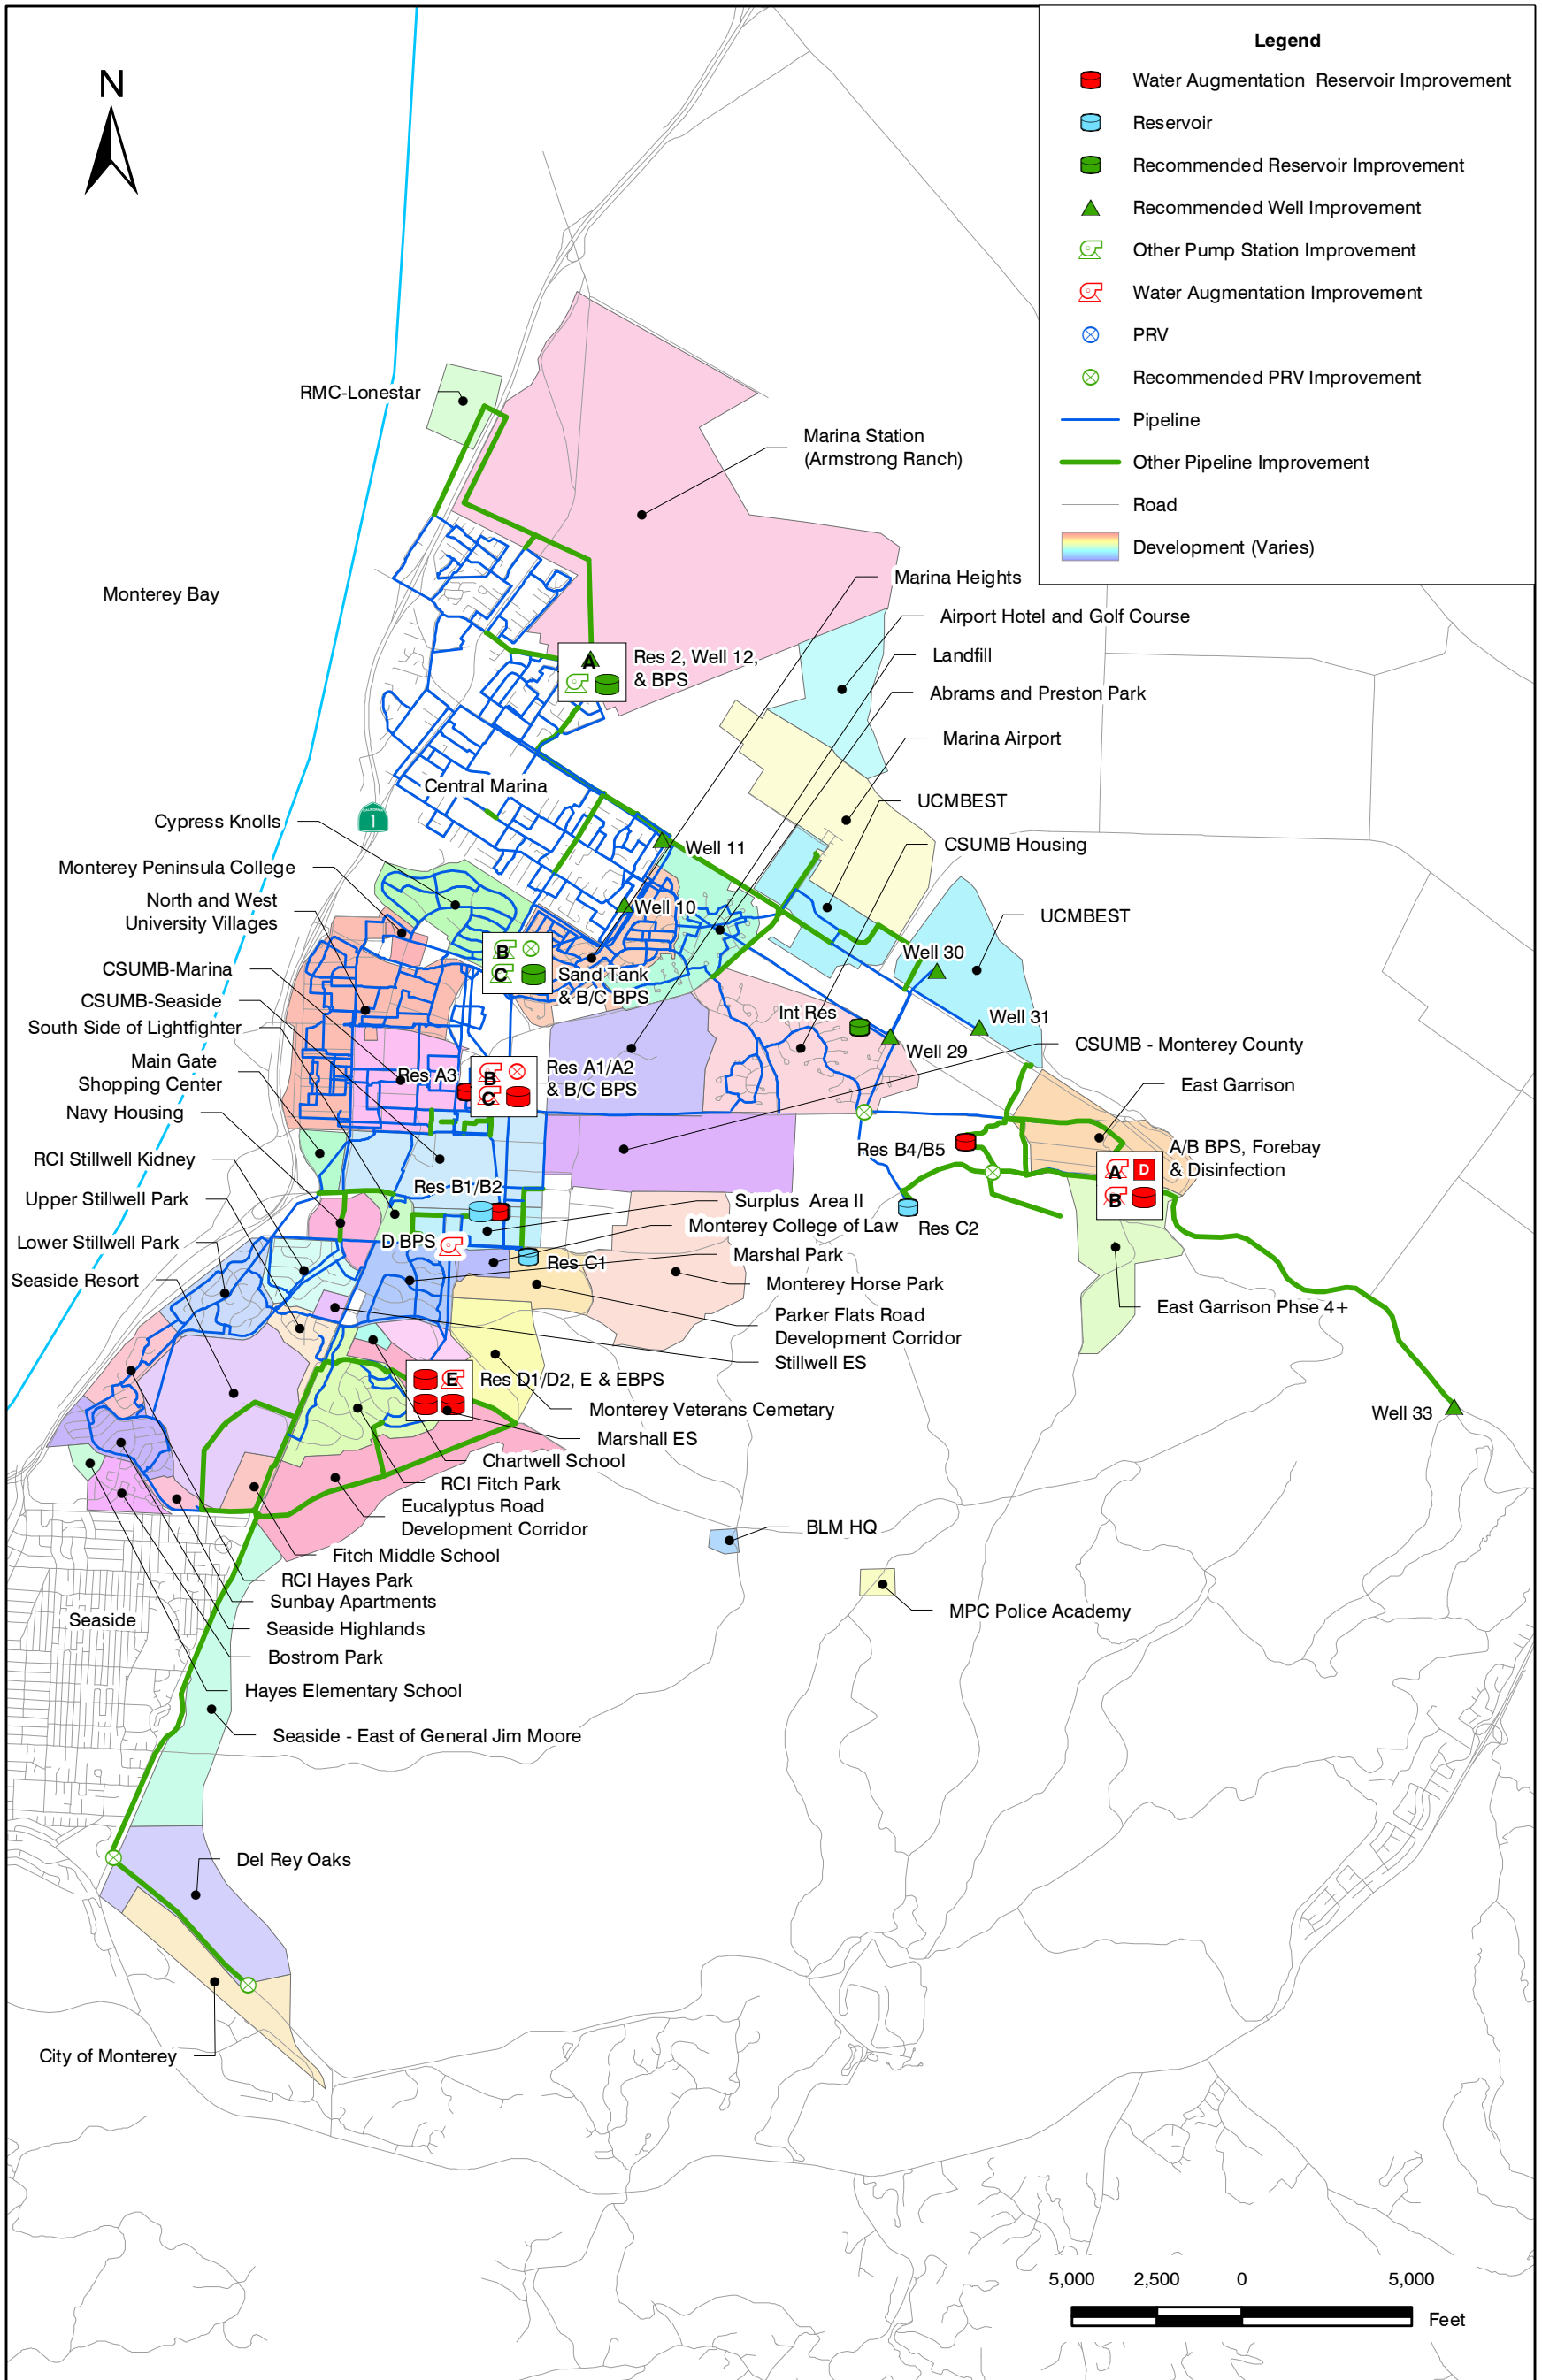 Legend
Water Augmentation  Reservoir Improvement
Reservoir
Recommended Reservoir Improvement
Recommended Well Improvement
Other Pump Station Improvement
Water Augmentation Improvement
PRV
Recommended PRV Improvement
Pipeline
Other Pipeline Improvement
Road
Development (Varies)
N
RMC-Lonestar
Marina Station
(Armstrong Ranch)
Monterey Bay
Marina Heights
Airport Hotel and Golf Course
Landfill
Abrams and Preston Park
Marina Airport
UCMBEST
CSUMB Housing
UCMBEST
A
Res 2, Well 12,
& BPS
Central Marina
CALIFORNIA
1
Cypress Knolls
Monterey Peninsula College
North and West
University Villages
CSUMB-Marina
CSUMB-Seaside
South Side of Lightfighter
Main Gate
Shopping Center
Navy Housing
RCI Stillwell Kidney
Upper Stillwell Park
Lower Stillwell Park
Seaside Resort
Well 11
Well 10
B
C
Sand Tank
& B/C BPS
Well 30
Well 31
Int Res
Well 29
CSUMB - Monterey County
East Garrison
Res A3
B
C
Res A1/A2
& B/C BPS
Res B4/B5
A/B BPS, Forebay
& Disinfection
A
D
B
Res B1/B2
Surplus  Area II
Res C2
Monterey College of Law
D BPS
Res C1
Marshal Park
Monterey Horse Park
Parker Flats Road
Development Corridor
Stillwell ES
East Garrison Phse 4+
E
Res D1/D2, E & EBPS
Monterey Veterans Cemetary
Marshall ES
Chartwell School
RCI Fitch Park
Eucalyptus Road
Development Corridor
Fitch Middle School
RCI Hayes Park
Sunbay Apartments
Seaside Highlands
Bostrom Park
Hayes Elementary School
Seaside - East of General Jim Moore
Well 33
BLM HQ
MPC Police Academy
Seaside
Del Rey Oaks
City of Monterey
5,000
2,500
0
5,000
Feet